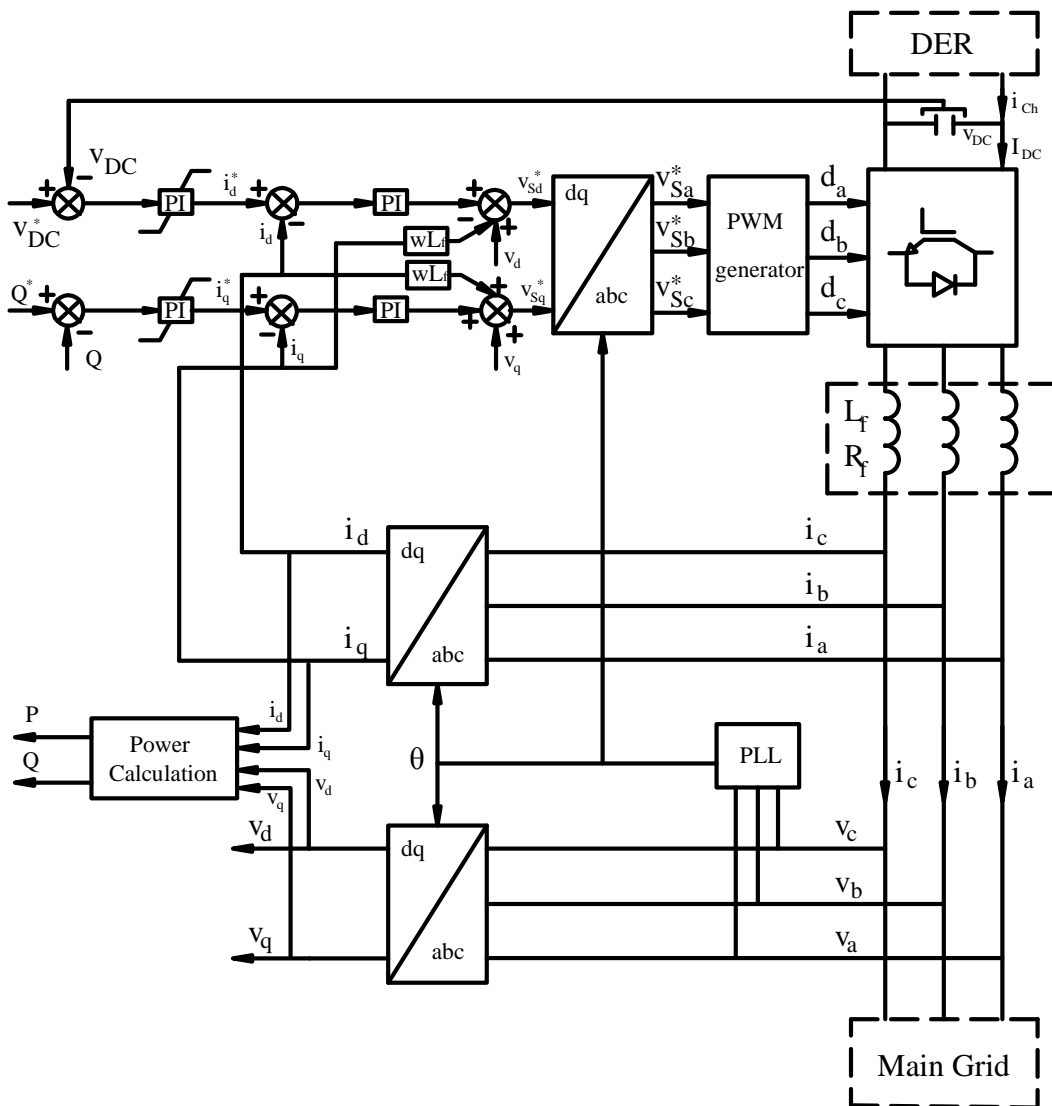 DER
i_Ch
v_DC
I_DC
v_DC
+
−
v*_DC
PI
i*_d
+
−
i_d
PI
+
−
+
v_d
v*_Sd
wL_f
wL_f
Q*
+
−
Q
PI
i*_q
+
−
i_q
PI
+
+
+
v_q
v*_Sq
dq
abc
v*_Sa
v*_Sb
v*_Sc
PWM
generator
d_a
d_b
d_c
L_f
R_f
i_d
i_q
dq
abc
i_c
i_b
i_a
P
Q
Power
Calculation
i_d
i_q
v_d
v_q
θ
PLL
i_c
i_b
i_a
v_d
v_q
dq
abc
v_c
v_b
v_a
Main Grid